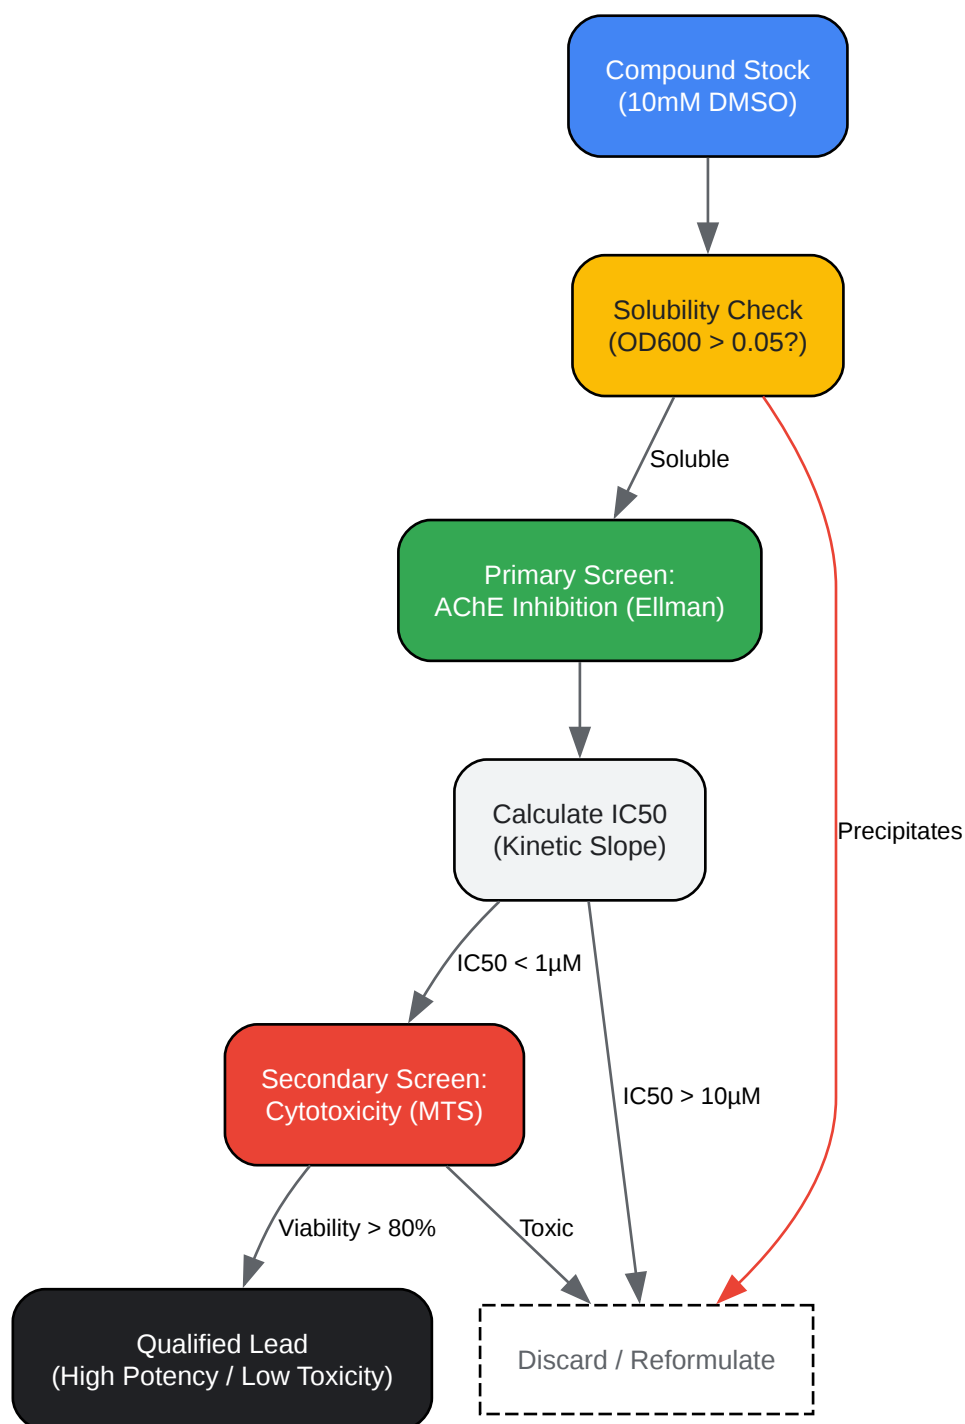 Compound Stock
(10mM DMSO)
Solubility Check
(OD600 > 0.05?)
Soluble
Primary Screen:
AChE Inhibition (Ellman)
Calculate IC50
(Kinetic Slope)
Precipitates
IC50 < 1µM
Secondary Screen:
Cytotoxicity (MTS)
IC50 > 10µM
Viability > 80%
Toxic
Qualified Lead
(High Potency / Low Toxicity)
Discard / Reformulate